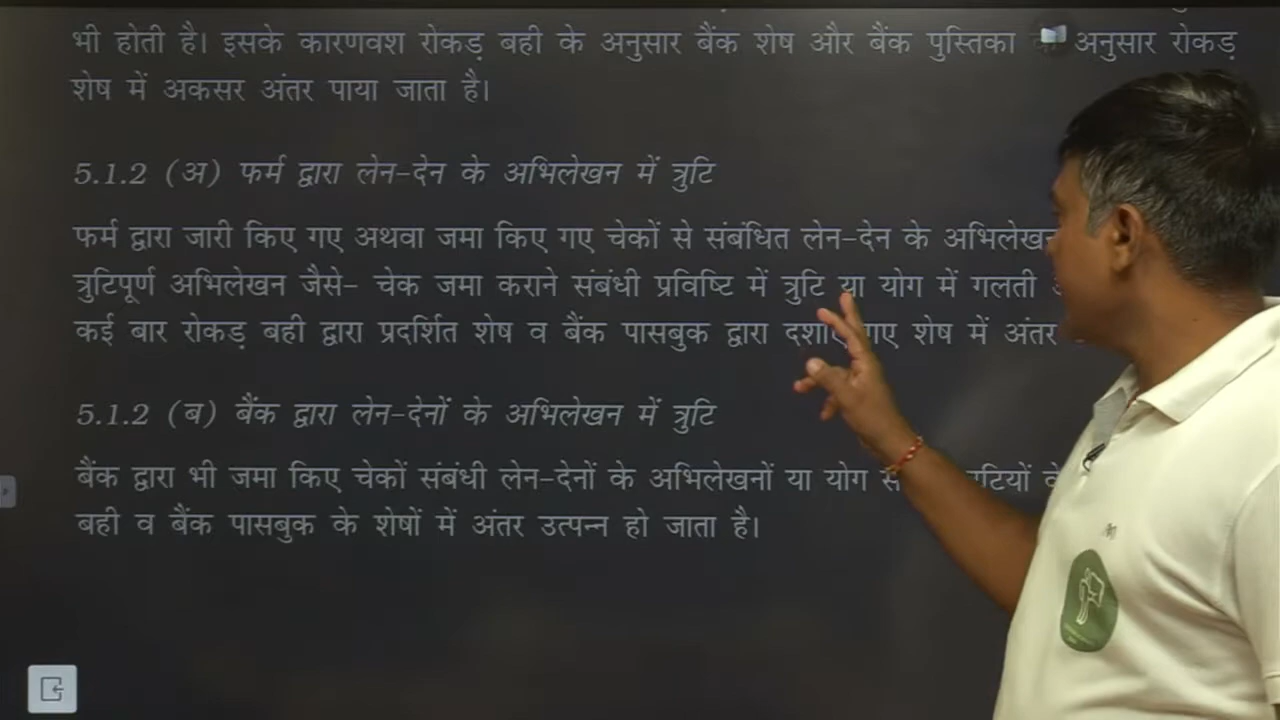 भी होती है। इसके कारणवश रोकड़ बही के अनुसार बैंक शेष और बैंक पुस्तिका अनुसार रोकड़
शेष में अकसर अंतर पाया जाता है।
5.1.2 (अ) फर्म द्वारा लेन-देन के अभिलेखन में त्रुटि
फर्म द्वारा जारी किए गए अथवा जमा किए गए चेकों से संबंधित लेन-देन के अभिलेखन
त्रुटिपूर्ण अभिलेखन जैसे- चेक जमा कराने संबंधी प्रविष्टि में त्रुटि या योग में गलती
कई बार रोकड़ बही द्वारा प्रदर्शित शेष व बैंक पासबुक द्वारा दर्शाए गए शेष में अंतर
5.1.2 (ब) बैंक द्वारा लेन-देनों के अभिलेखन में त्रुटि
बैंक द्वारा भी जमा किए चेकों संबंधी लेन-देनों के अभिलेखनों या योग
बही व बैंक पासबुक के शेषों में अंतर उत्पन्न हो जाता है।